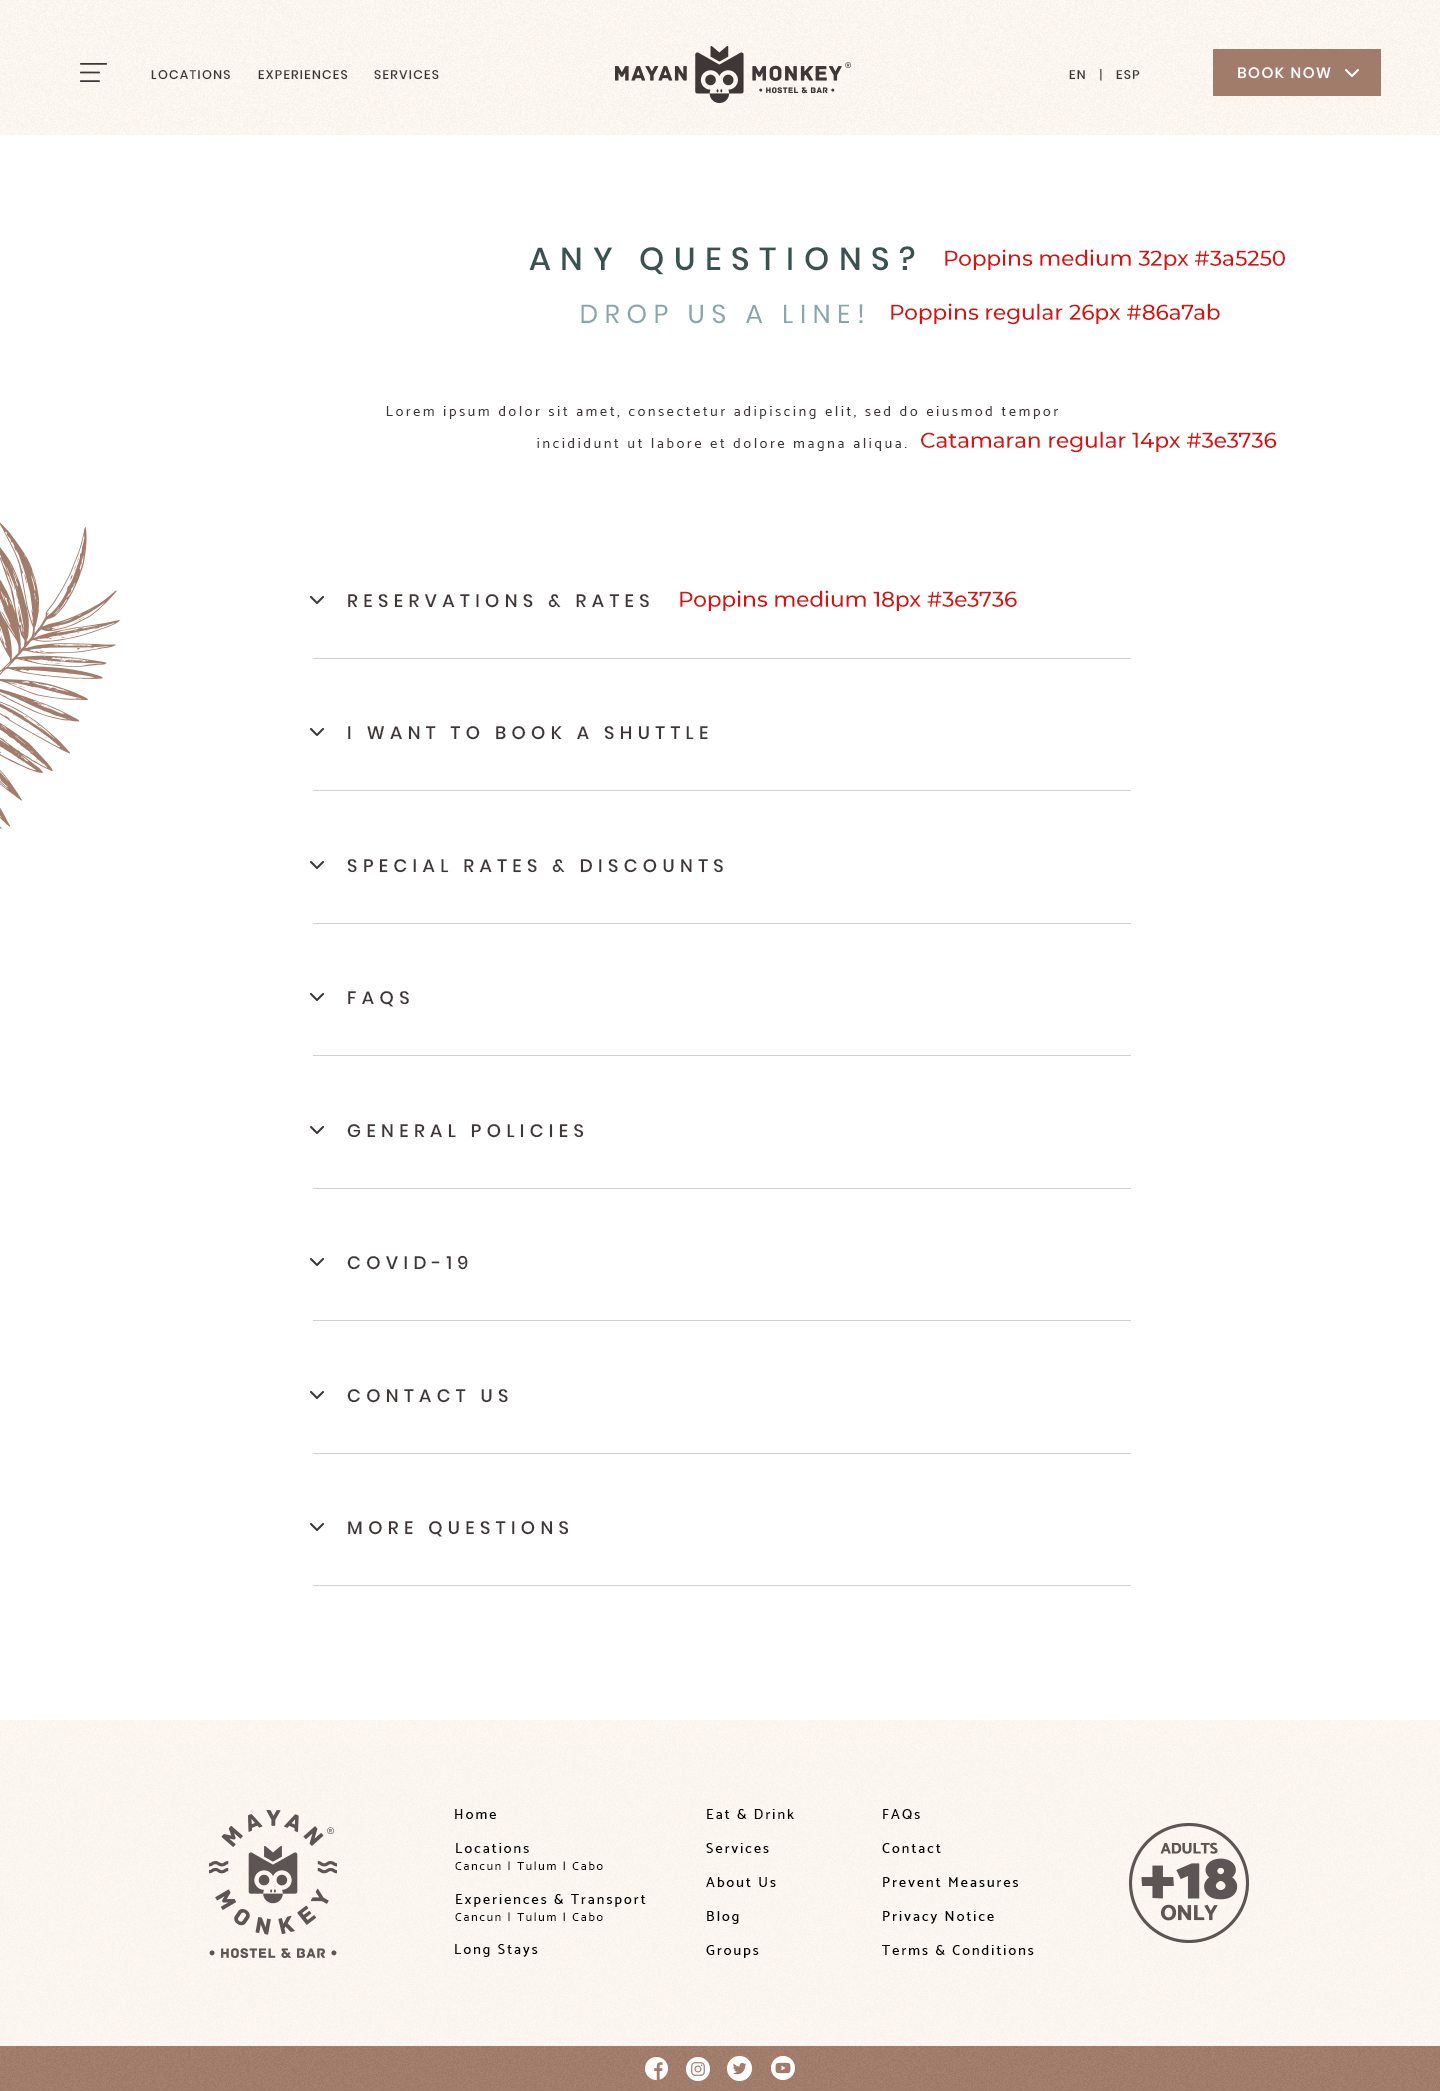 LOCATIONS EXPERIENCES SERVICES
MAYAN MONKEY®
• HOSTEL & BAR •
EN | ESP
BOOK NOW
ANY QUESTIONS? Poppins medium 32px #3a5250
DROP US A LINE! Poppins regular 26px #86a7ab
Lorem ipsum dolor sit amet, consectetur adipiscing elit, sed do eiusmod tempor
incididunt ut labore et dolore magna aliqua. Catamaran regular 14px #3e3736
RESERVATIONS & RATES Poppins medium 18px #3e3736
I WANT TO BOOK A SHUTTLE
SPECIAL RATES & DISCOUNTS
FAQS
GENERAL POLICIES
COVID-19
CONTACT US
MORE QUESTIONS
MAYAN®
MONKEY
• HOSTEL & BAR •
Home
Locations
Cancun | Tulum | Cabo
Experiences & Transport
Cancun | Tulum | Cabo
Long Stays
Eat & Drink
Services
About Us
Blog
Groups
FAQs
Contact
Prevent Measures
Privacy Notice
Terms & Conditions
ADULTS
+18
ONLY